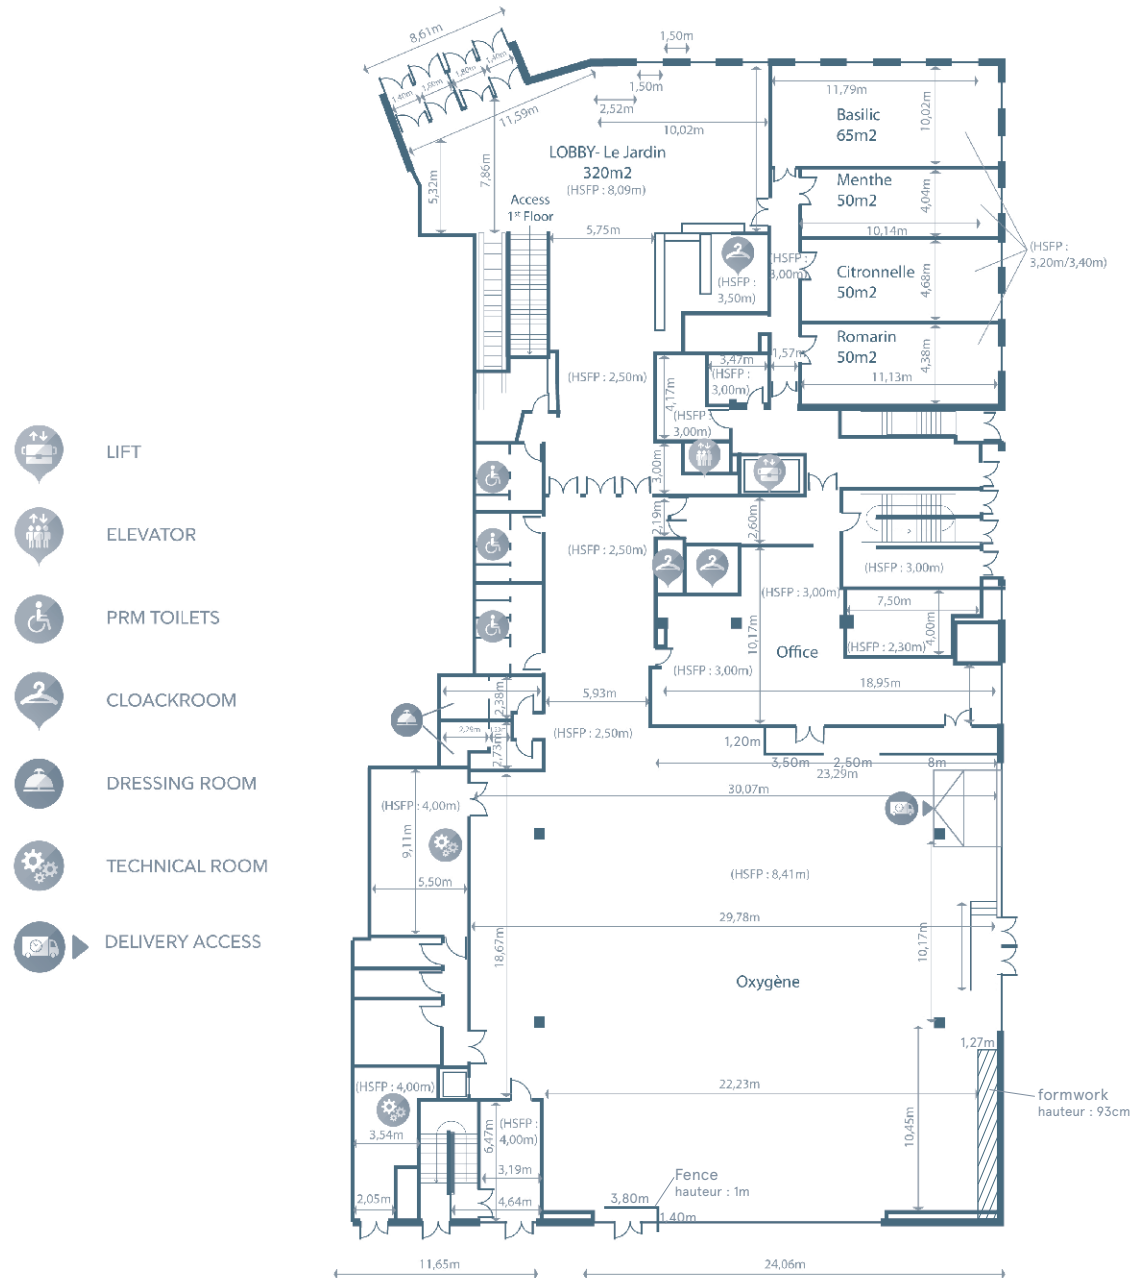 8,61m
1,40m
1,80m
1,40m
1,50m
1,50m
2,52m
11,59m
10,02m
11,79m
Basilic
65m2
10,02m
LOBBY- Le Jardin
320m2
(HSFP : 8,09m)
5,32m
7,86m
Access
1st Floor
5,75m
Menthe
50m2
4,04m
10,14m
(HSFP :
3,20m/3,40m)
(HSFP :
3,50m)
(HSFP :
3,00m)
Citronnelle
50m2
4,68m
Romarin
50m2
4,38m
11,13m
(HSFP : 2,50m)
3,47m
1,57m
(HSFP :
3,00m)
4,17m
(HSFP :
3,00m)
3,00m
LIFT
ELEVATOR
PRM TOILETS
CLOACKROOM
DRESSING ROOM
TECHNICAL ROOM
DELIVERY ACCESS
2,19m
2,60m
(HSFP : 2,50m)
(HSFP : 3,00m)
(HSFP : 3,00m)
7,50m
4,00m
(HSFP : 2,30m)
10,17m
Office
(HSFP : 3,00m)
18,95m
2,38m
5,93m
2,29m
2,73m
(HSFP : 2,50m)
1,20m
3,50m
2,50m
8m
23,29m
30,07m
(HSFP : 4,00m)
9,11m
5,50m
(HSFP : 8,41m)
29,78m
18,67m
10,17m
Oxygène
1,27m
(HSFP : 4,00m)
22,23m
formwork
hauteur : 93cm
10,45m
3,54m
6,47m
(HSFP :
4,00m)
3,19m
2,05m
4,64m
Fence
hauteur : 1m
3,80m
1,40m
11,65m
24,06m